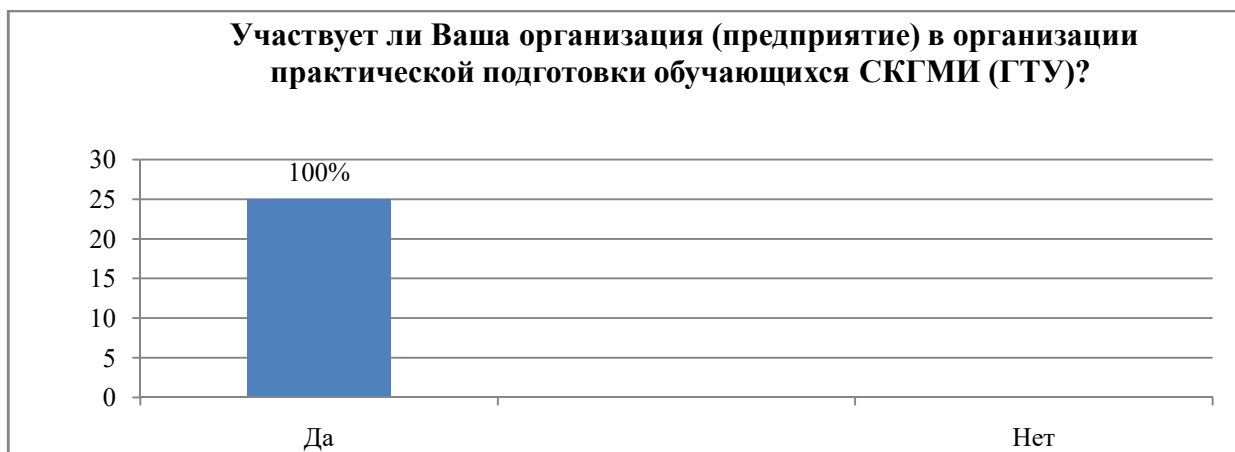 Участвует ли Ваша организация (предприятие) в организации
практической подготовки обучающихся СКГМИ (ГТУ)?
30
100%
25
20
15
10
5
0
Да
Нет